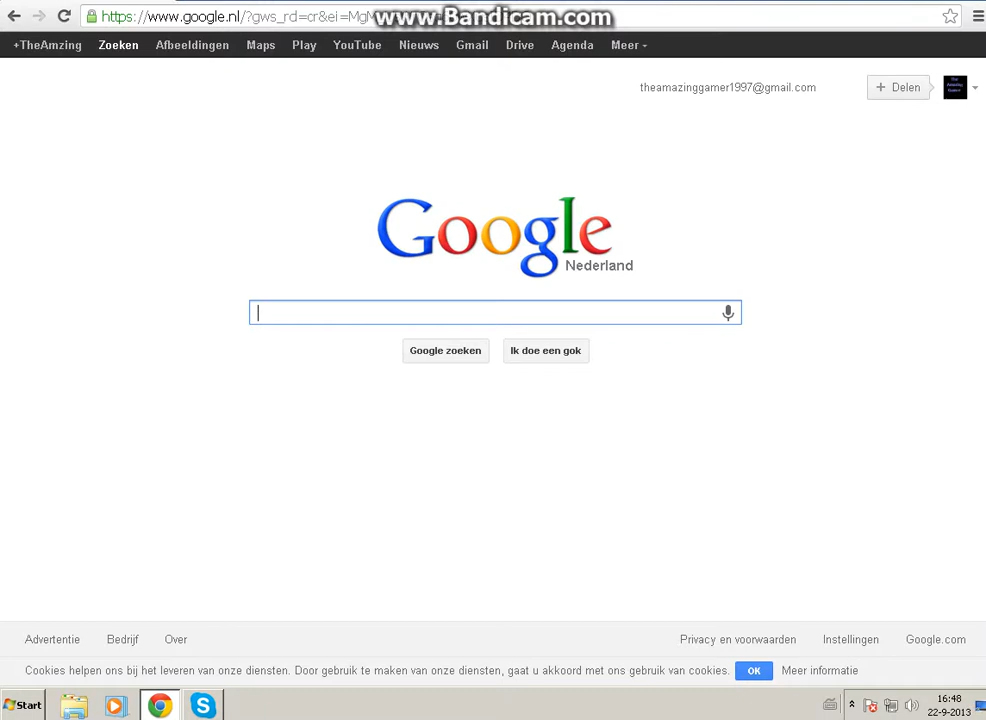 www.Bandicam.com
https://www.google.nl/?gws_rd=cr&ei=MgM
+TheAmzing Zoeken Afbeeldingen Maps Play YouTube Nieuws Gmail Drive Agenda Meer
theamazinggamer1997@gmail.com + Delen
Google
Nederland
Google zoeken Ik doe een gok
Advertentie Bedrijf Over Privacy en voorwaarden Instellingen Google.com
Cookies helpen ons bij het leveren van onze diensten. Door gebruik te maken van onze diensten, gaat u akkoord met ons gebruik van cookies. OK Meer informatie
Start 16:48
22-9-2013